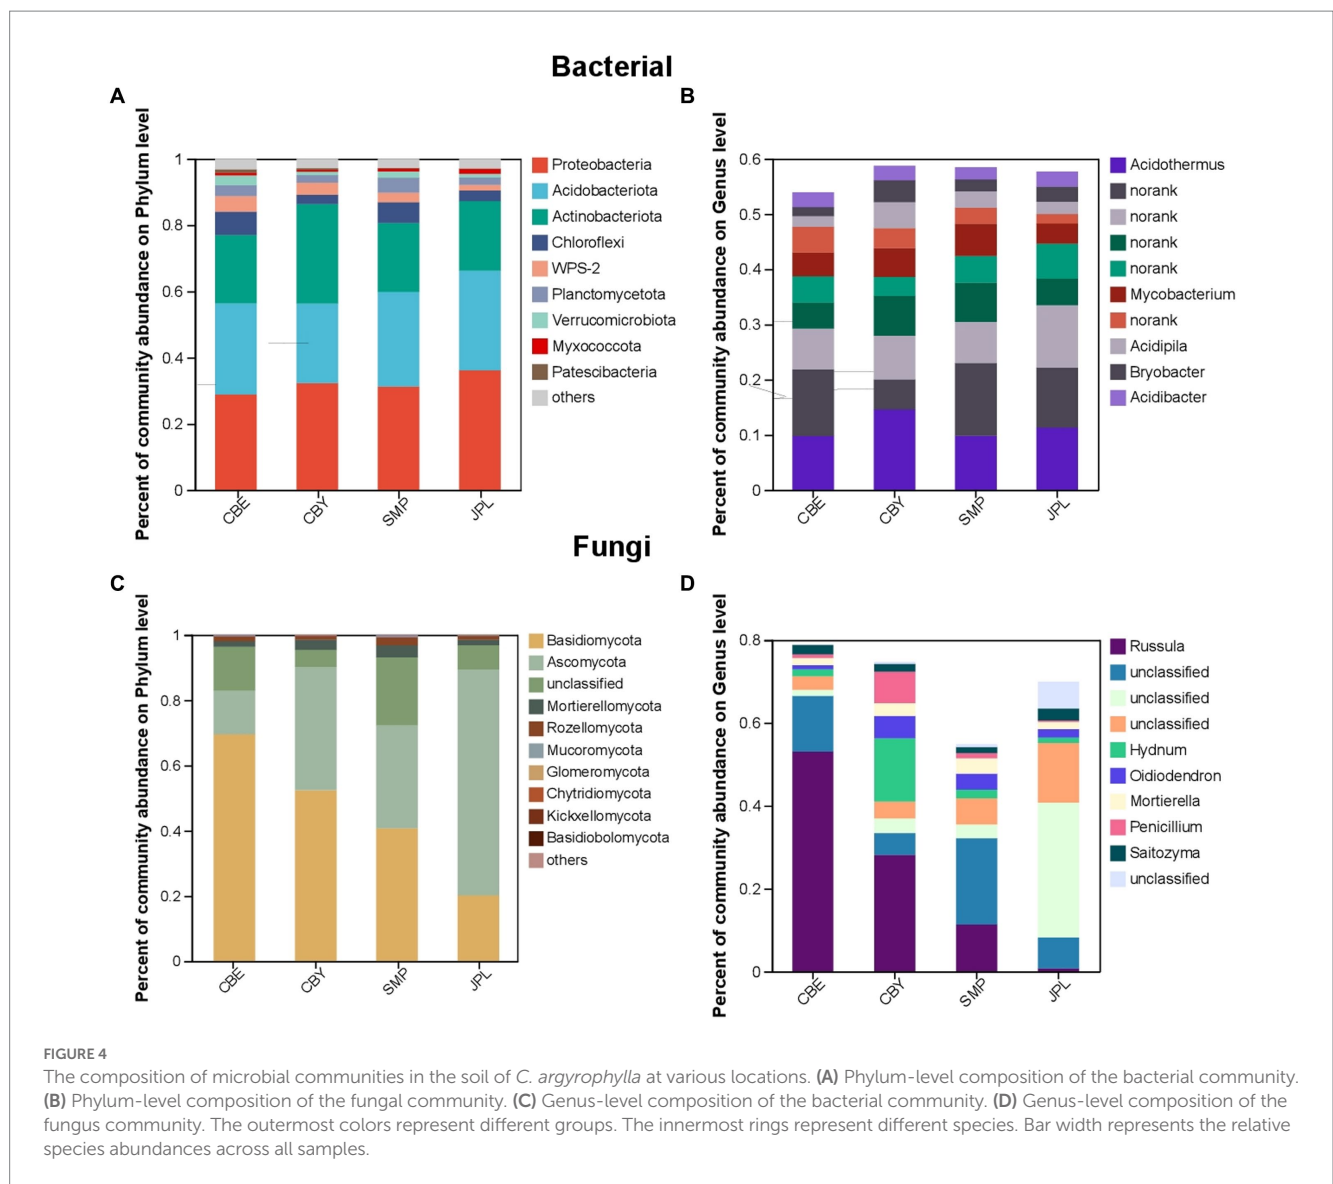 Bacterial
A
Percent of community abundance on Phylum level
1
0.8
0.6
0.4
0.2
0
CBE
CBY
SMP
JPL
Proteobacteria
Acidobacteriota
Actinobacteriota
Chloroflexi
WPS-2
Planctomycetota
Verrucomicrobiota
Myxococcota
Patescibacteria
others
B
Percent of community abundance on Genus level
0.6
0.5
0.4
0.3
0.2
0.1
0
CBE
CBY
SMP
JPL
Acidothermus
norank
norank
norank
norank
Mycobacterium
norank
Acidipila
Bryobacter
Acidibacter
Fungi
C
Percent of community abundance on Phylum level
1
0.8
0.6
0.4
0.2
0
CBE
CBY
SMP
JPL
Basidiomycota
Ascomycota
unclassified
Mortierellomycota
Rozellomycota
Mucoromycota
Glomeromycota
Chytridiomycota
Kickxellomycota
Basidiobolomycota
others
D
Percent of community abundance on Genus level
0.8
0.6
0.4
0.2
0
CBE
CBY
SMP
JPL
Russula
unclassified
unclassified
unclassified
Hydnum
Oidiodendron
Mortierella
Penicillium
Saitozyma
unclassified
FIGURE 4
The composition of microbial communities in the soil of C. argyrophylla at various locations. (A) Phylum-level composition of the bacterial community.
(B) Phylum-level composition of the fungal community. (C) Genus-level composition of the bacterial community. (D) Genus-level composition of the
fungus community. The outermost colors represent different groups. The innermost rings represent different species. Bar width represents the relative
species abundances across all samples.